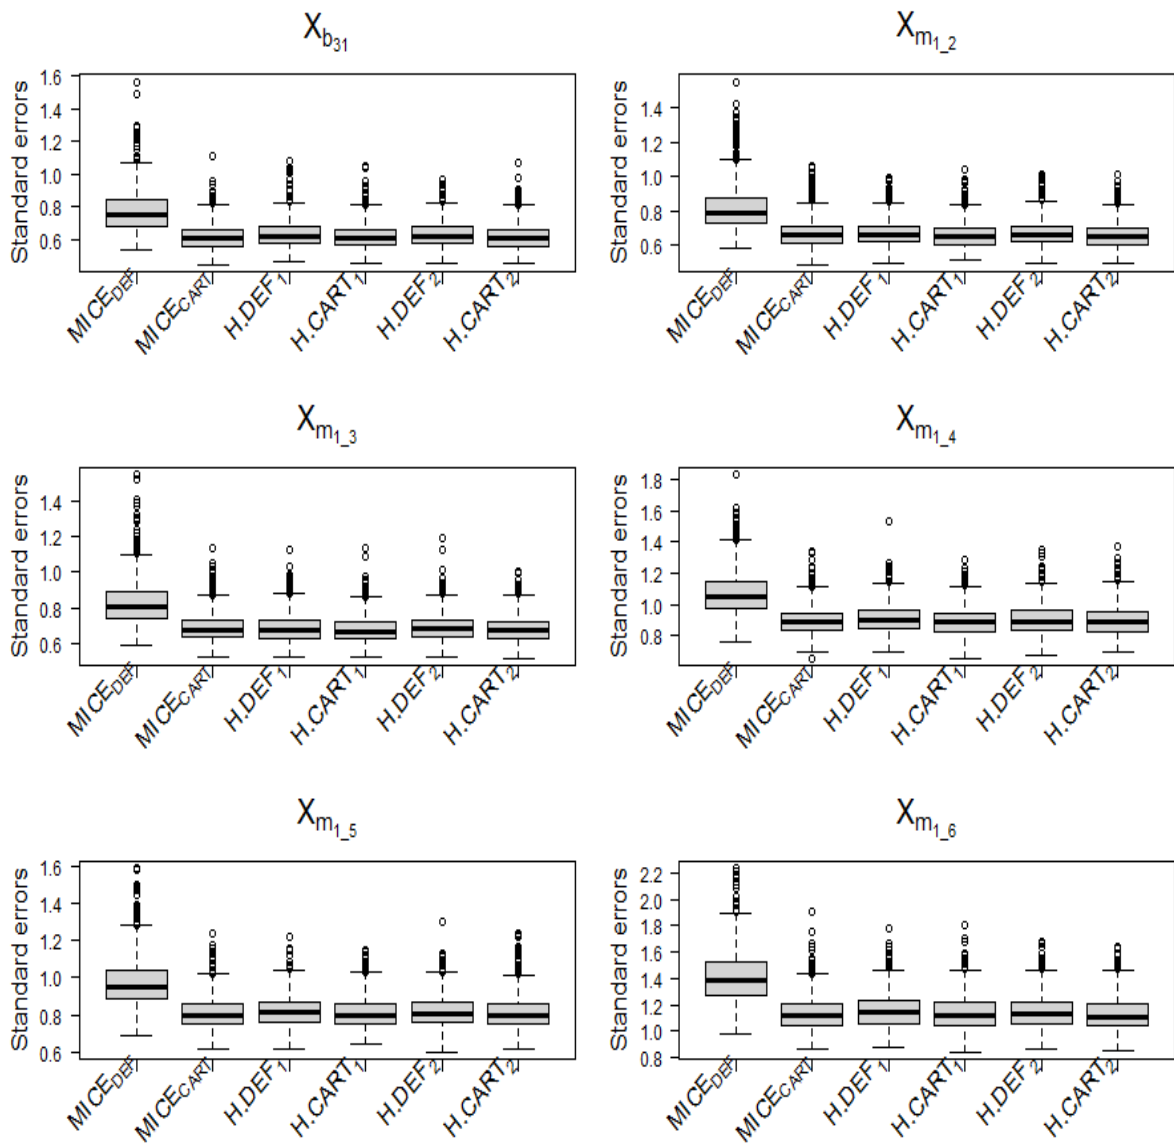 X_b31
X_m1_2
Standard errors
1.6
1.4
1.2
1.0
0.8
0.6
MICE_DEF
MICE_CART
H.DEF_1
H.CART_1
H.DEF_2
H.CART_2
Standard errors
1.4
1.2
1.0
0.8
0.6
MICE_DEF
MICE_CART
H.DEF_1
H.CART_1
H.DEF_2
H.CART_2
X_m1_3
X_m1_4
Standard errors
1.4
1.2
1.0
0.8
0.6
MICE_DEF
MICE_CART
H.DEF_1
H.CART_1
H.DEF_2
H.CART_2
Standard errors
1.8
1.6
1.4
1.2
1.0
0.8
MICE_DEF
MICE_CART
H.DEF_1
H.CART_1
H.DEF_2
H.CART_2
X_m1_5
X_m1_6
Standard errors
1.6
1.4
1.2
1.0
0.8
0.6
MICE_DEF
MICE_CART
H.DEF_1
H.CART_1
H.DEF_2
H.CART_2
Standard errors
2.2
2.0
1.8
1.6
1.4
1.2
1.0
0.8
MICE_DEF
MICE_CART
H.DEF_1
H.CART_1
H.DEF_2
H.CART_2